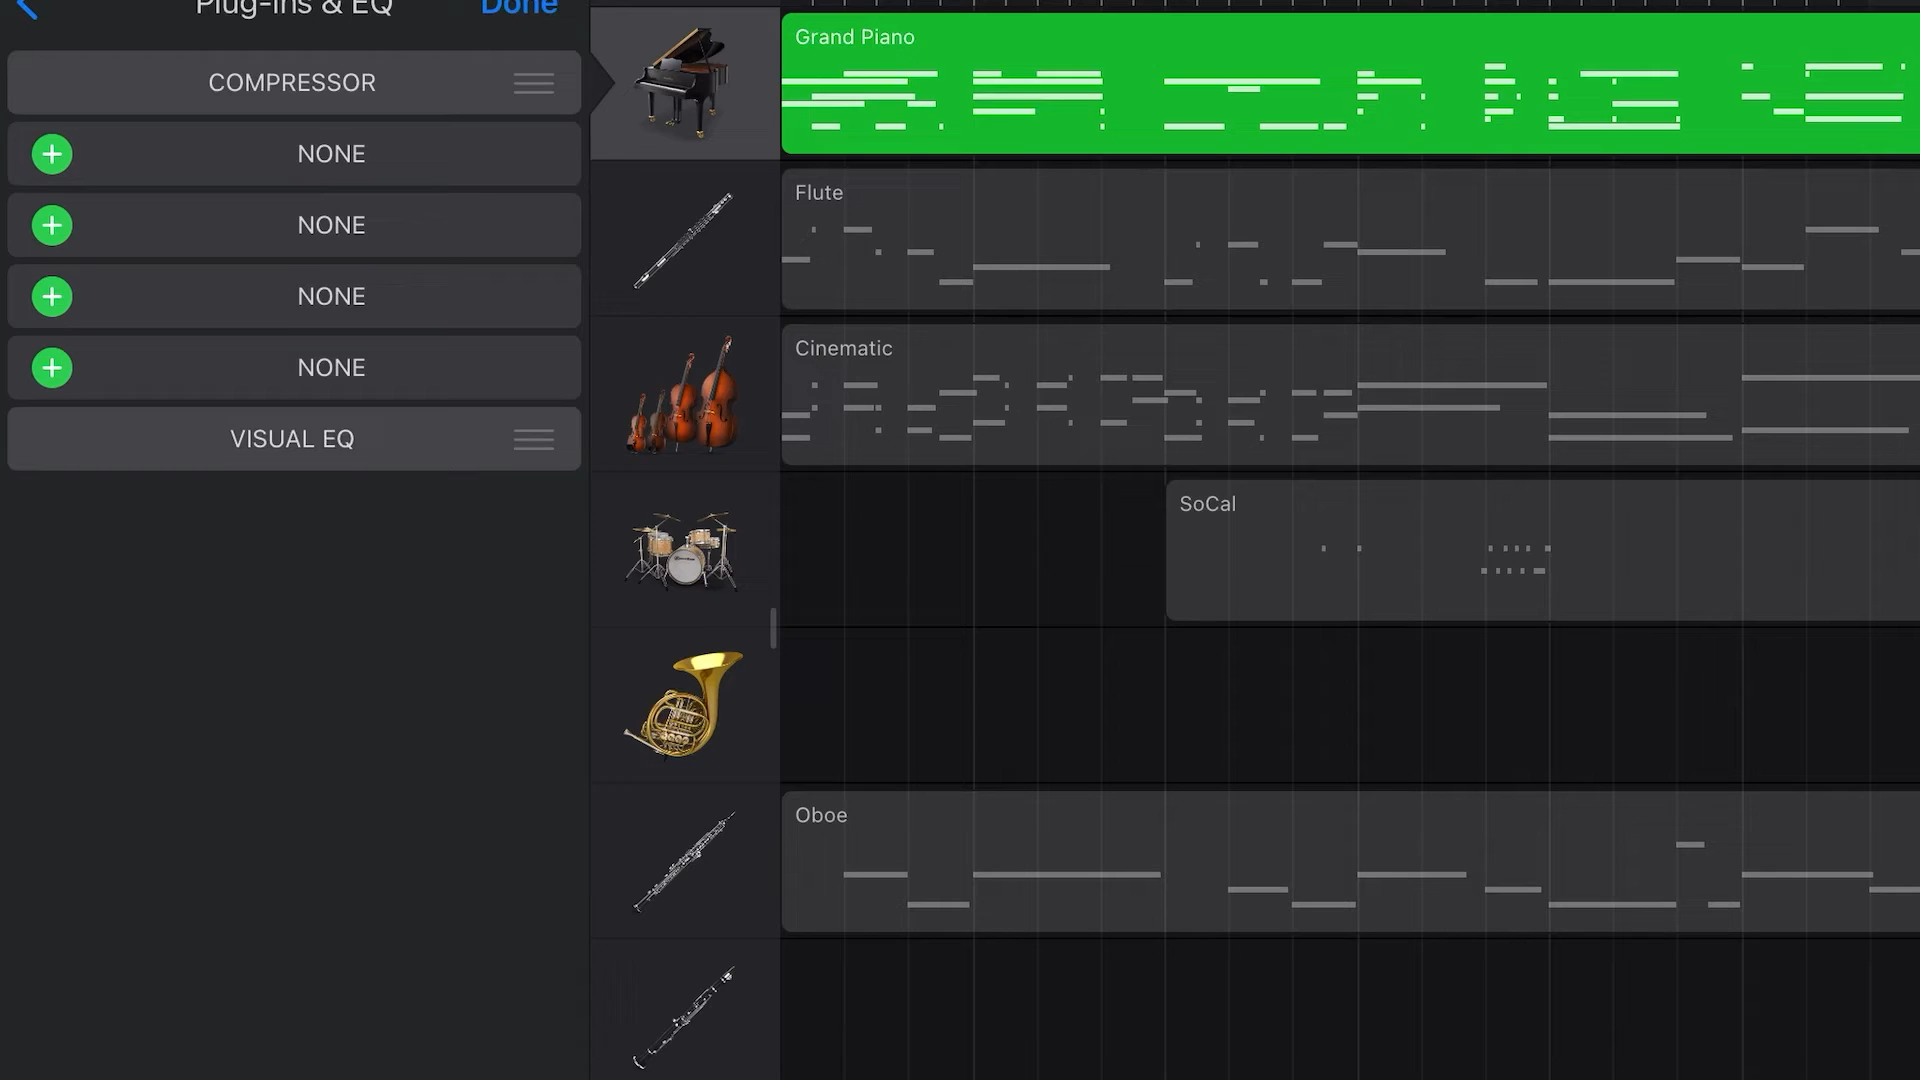 Plug-ins & EQ
Done
COMPRESSOR
NONE
NONE
NONE
NONE
VISUAL EQ
Grand Piano
Flute
Cinematic
SoCal
Oboe